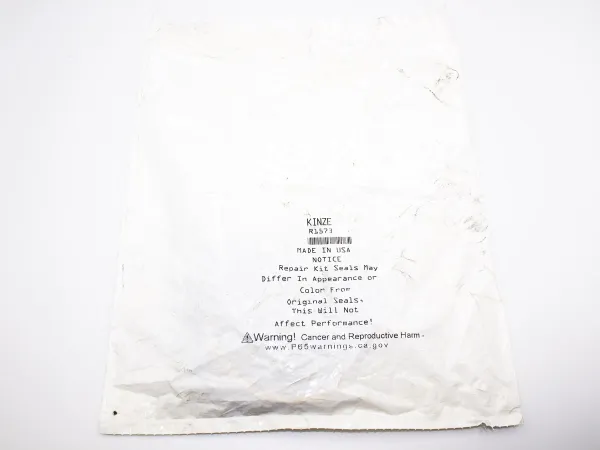 KINZE
R1573
MADE IN USA
NOTICE
Repair Kit Seals May
Differ In Appearance or
Color From
Original Seals.
This Will Not
Affect Performance!
Warning! Cancer and Reproductive Harm -
www.P65warnings.ca.gov